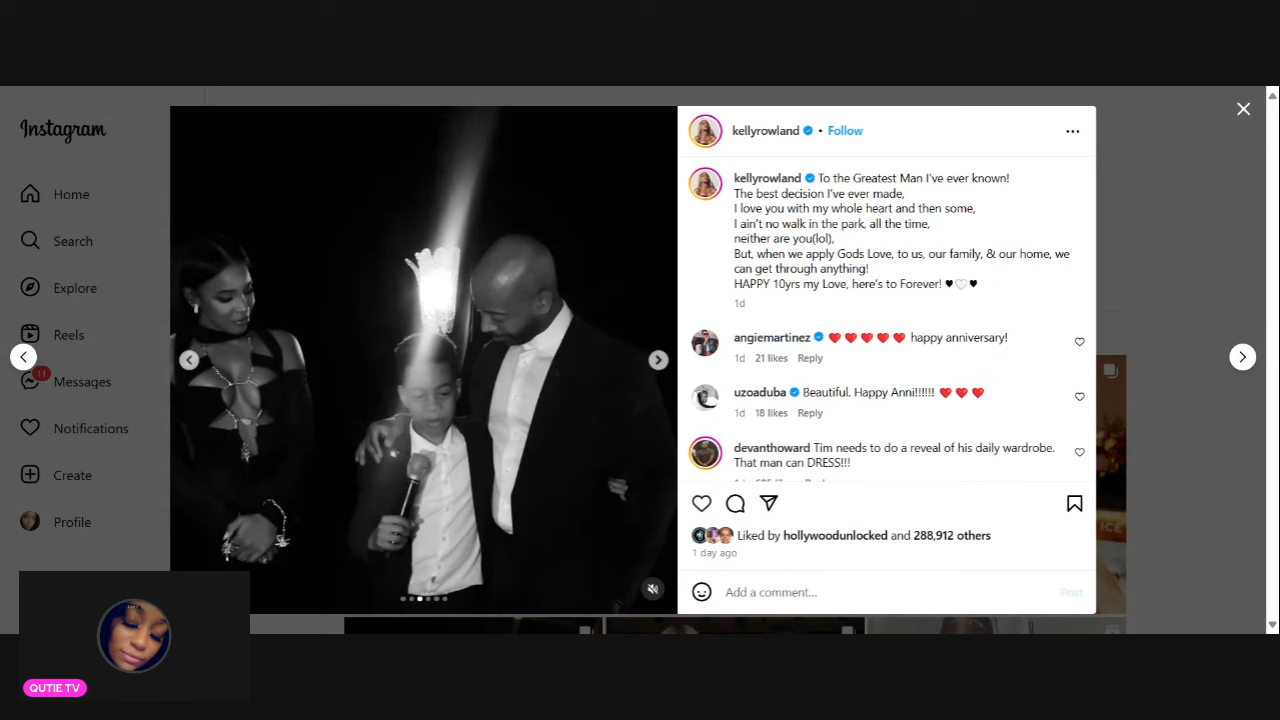 Instagram
Home
Search
Explore
Reels
11
Messages
Notifications
Create
Profile
QUTIE TV
kellyrowland • Follow
kellyrowland To the Greatest Man I've ever known!
The best decision I've ever made,
I love you with my whole heart and then some,
I ain't no walk in the park, all the time,
neither are you(lol),
But, when we apply Gods Love, to us, our family, & our home, we
can get through anything!
HAPPY 10yrs my Love, here's to Forever! ♥🤍♥
1d
angiemartinez ❤️❤️❤️❤️❤️ happy anniversary!
1d 21 likes Reply
uzoaduba Beautiful. Happy Anni!!!!!! ❤️❤️❤️
1d 18 likes Reply
devanthoward Tim needs to do a reveal of his daily wardrobe.
That man can DRESS!!!
Liked by hollywoodunlocked and 288,912 others
1 day ago
Add a comment...
Post